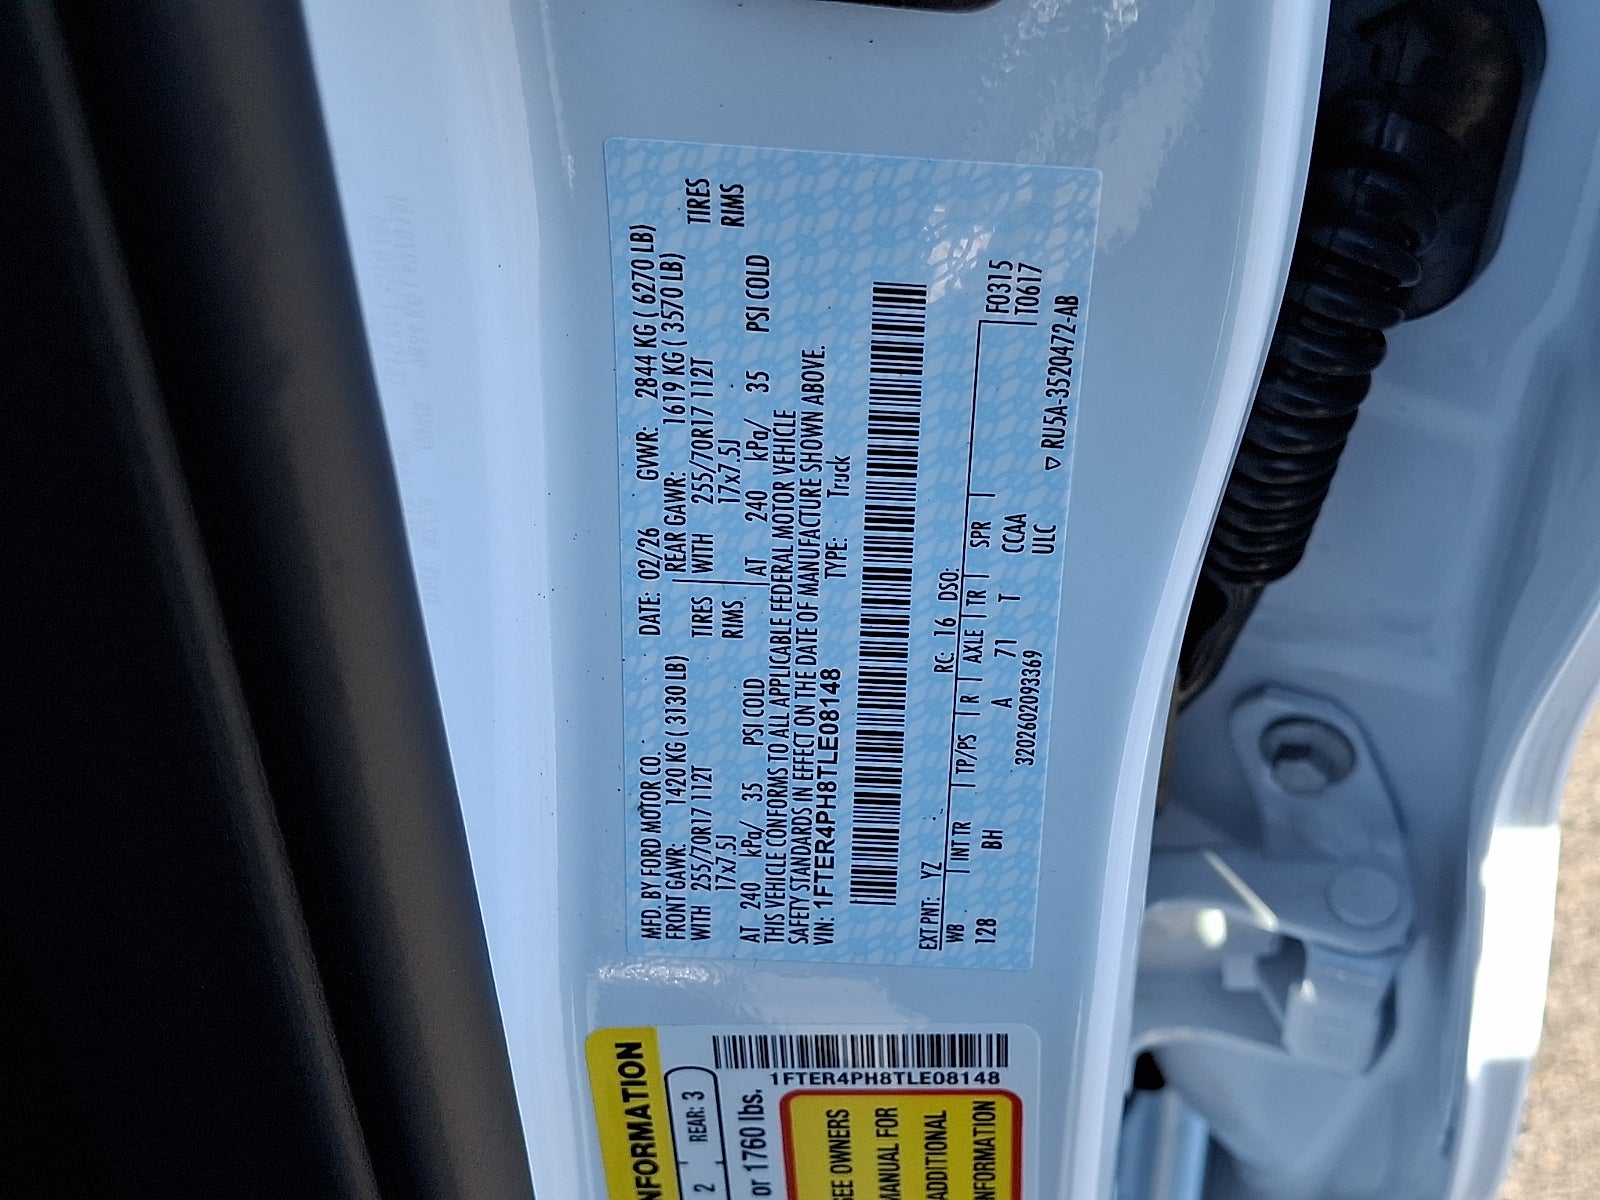 MFD. BY FORD MOTOR CO. DATE: 02/26 GVWR: 2844 KG ( 6270 LB)
FRONT GAWR: 1420 KG ( 3130 LB) REAR GAWR: 1619 KG ( 3570 LB)
WITH 255/70R17 112T TIRES WITH 255/70R17 112T TIRES
17x7.5J RIMS 17x7.5J RIMS
AT 240 kPa/ 35 PSI COLD AT 240 kPa/ 35 PSI COLD
THIS VEHICLE CONFORMS TO ALL APPLICABLE FEDERAL MOTOR VEHICLE
SAFETY STANDARDS IN EFFECT ON THE DATE OF MANUFACTURE SHOWN ABOVE.
VIN: 1FTER4PH8TLE08148 TYPE: Truck
EXT PNT: YZ RC: 16 DSO: F0315
WB INT TR TP/PS R AXLE TR SPR T0617
128 BH A 71 T CCAA
3202602093369 ULC
RU5A-3520472-AB
NFORMATION
2 REAR: 3
or 1760 lbs.
1FTER4PH8TLE08148
SEE OWNERS
MANUAL FOR
ADDITIONAL
INFORMATION